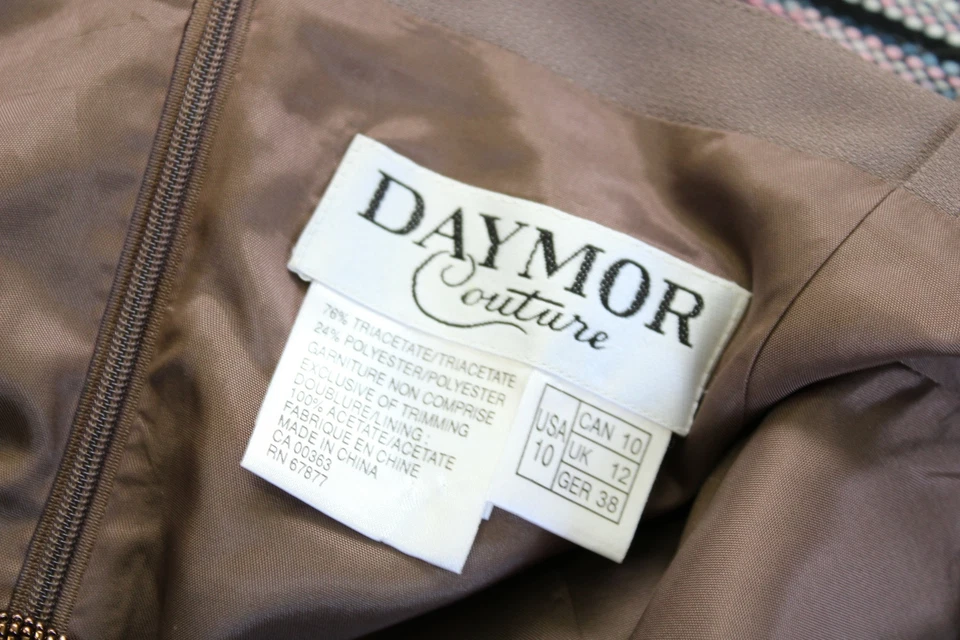 DAYMOR
Couture
76% TRIACETATE/TRIACETATE
24% POLYESTER/POLYESTER
GARNITURE NON COMPRISE
EXCLUSIVE OF TRIMMING
DOUBLURE/LINING:
100% ACETATE/ACETATE
FABRIQUE EN CHINE
MADE IN CHINA
CA 00363
RN 67877
USA 10
CAN 10
UK 12
GER 38